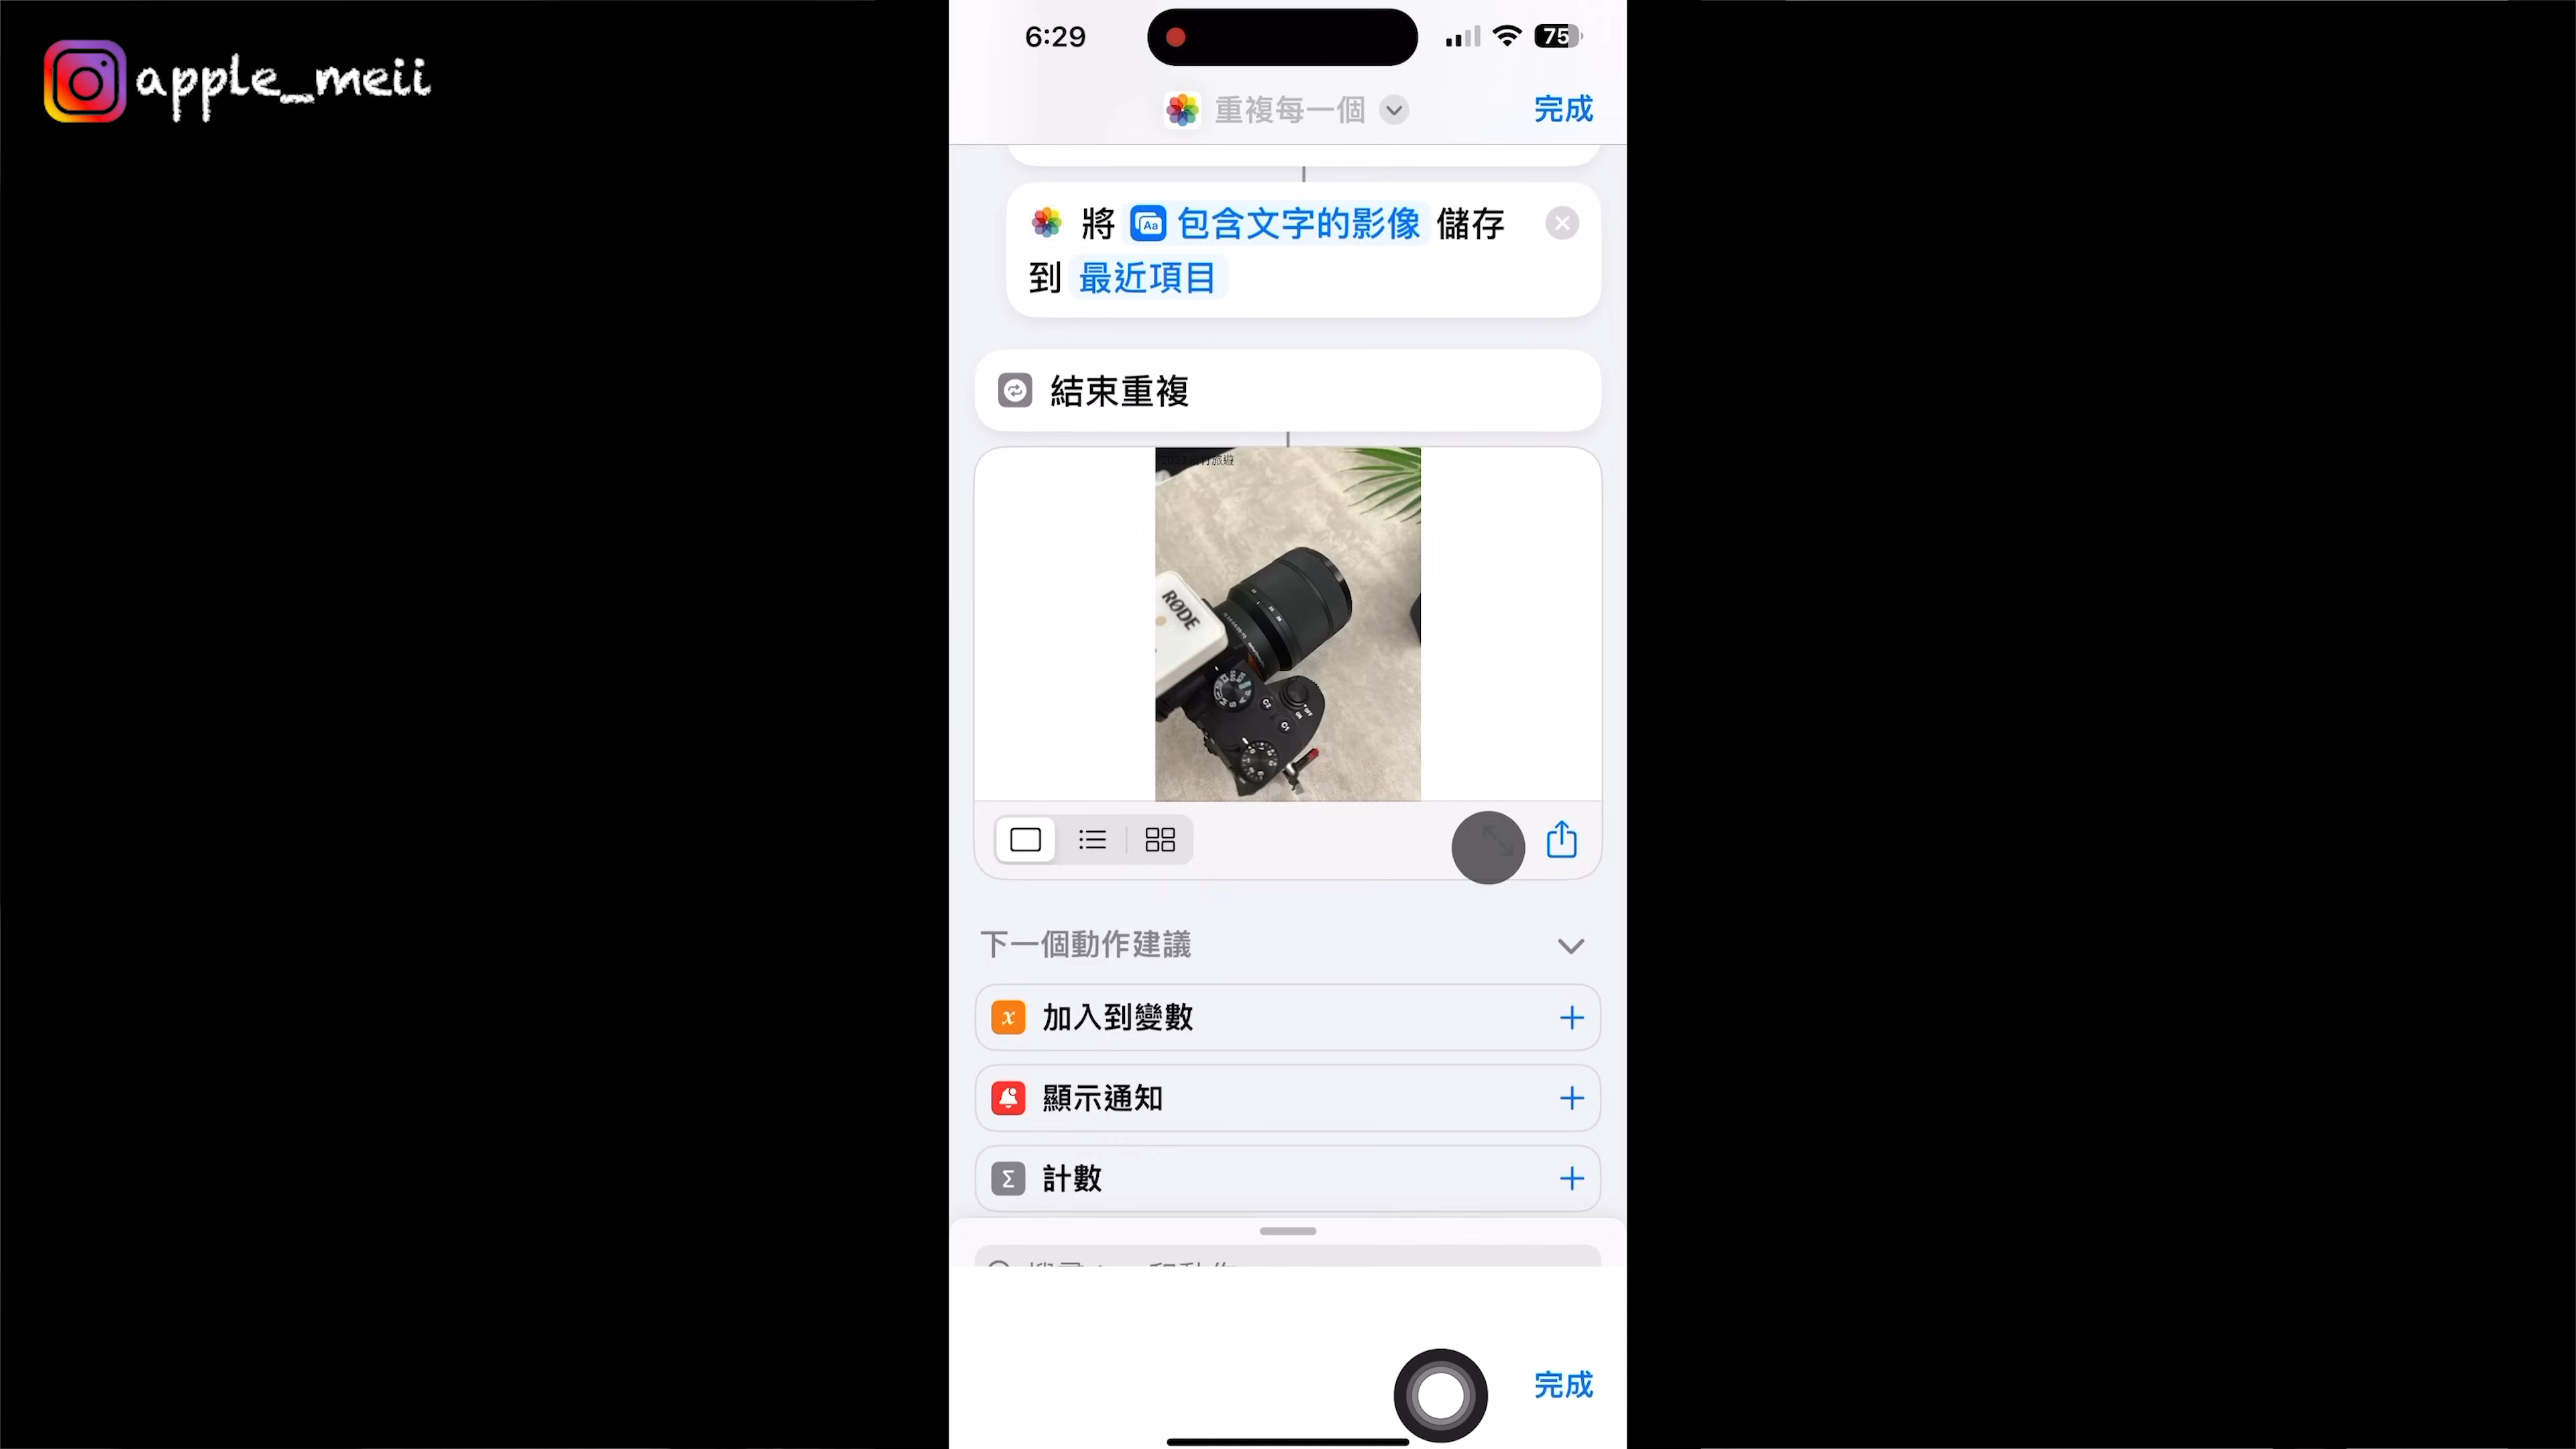 apple_meii
6:29
75
重複每一個
完成
將 Aa 包含文字的影像 儲存
到 最近項目
結束重複
RØDE
下一個動作建議
加入到變數
顯示通知
計數
完成